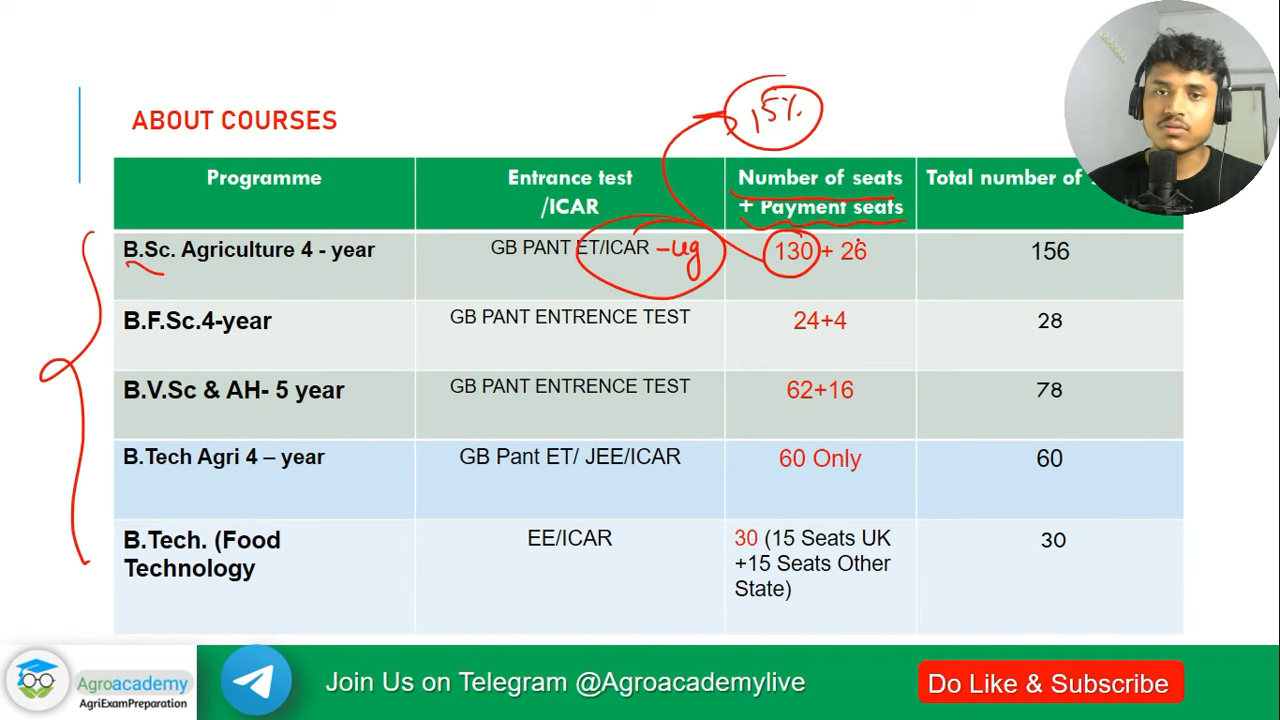 15%
ABOUT COURSES
Programme
Entrance test
/ICAR
Number of seats
+ Payment seats
Total number of
B.Sc. Agriculture 4 - year
GB PANT ET/ICAR -ug
130 + 26
156
B.F.Sc.4-year
GB PANT ENTRENCE TEST
24+4
28
B.V.Sc & AH- 5 year
GB PANT ENTRENCE TEST
62+16
78
B.Tech Agri 4 – year
GB Pant ET/ JEE/ICAR
60 Only
60
B.Tech. (Food
Technology
EE/ICAR
30 (15 Seats UK
+15 Seats Other
State)
30
Agroacademy
AgriExamPreparation
Join Us on Telegram @Agroacademylive
Do Like & Subscribe